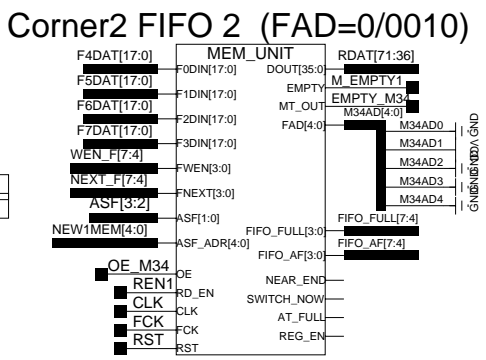 Corner2 FIFO 2 (FAD=0/0010)
MEM_UNIT
F4DAT[17:0]
F0DIN[17:0]
F5DAT[17:0]
F1DIN[17:0]
F6DAT[17:0]
F2DIN[17:0]
F7DAT[17:0]
F3DIN[17:0]
WEN_F[7:4]
FWEN[3:0]
NEXT_F[7:4]
FNEXT[3:0]
ASF[3:2]
ASF[1:0]
NEW1MEM[4:0]
ASF_ADR[4:0]
OE_M34
OE
REN1
RD_EN
CLK
CLK
FCK
FCK
RST
RST
RDAT[71:36]
DOUT[35:0]
M_EMPTY1
EMPTY
EMPTY_M34
MT_OUT
M34AD[4:0]
FAD[4:0]
M34AD0
GND
M34AD1
M34AD2
M34AD3
M34AD4
GND
FIFO_FULL[7:4]
FIFO_FULL[3:0]
FIFO_AF[7:4]
FIFO_AF[3:0]
NEAR_END
SWITCH_NOW
AT_FULL
REG_EN